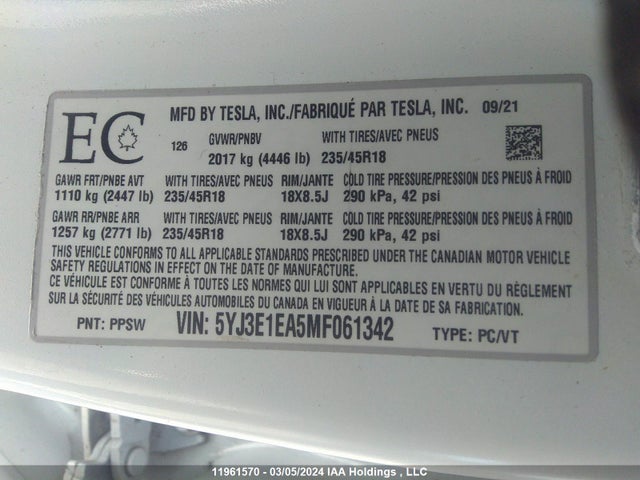 EC
MFD BY TESLA, INC./FABRIQUÉ PAR TESLA, INC. 09/21
126 GVWR/PNBV WITH TIRES/AVEC PNEUS
2017 kg (4446 lb) 235/45R18
GAWR FRT/PNBE AVT WITH TIRES/AVEC PNEUS RIM/JANTE COLD TIRE PRESSURE/PRESSION DES PNEUS À FROID
1110 kg (2447 lb) 235/45R18 18X8.5J 290 kPa, 42 psi
GAWR RR/PNBE ARR WITH TIRES/AVEC PNEUS RIM/JANTE COLD TIRE PRESSURE/PRESSION DES PNEUS À FROID
1257 kg (2771 lb) 235/45R18 18X8.5J 290 kPa, 42 psi
THIS VEHICLE CONFORMS TO ALL APPLICABLE STANDARDS PRESCRIBED UNDER THE CANADIAN MOTOR VEHICLE
SAFETY REGULATIONS IN EFFECT ON THE DATE OF MANUFACTURE.
CE VÉHICULE EST CONFORME À TOUTES LES NORMES QUI LUI SONT APPLICABLES EN VERTU DU RÈGLEMENT
SUR LA SÉCURITÉ DES VÉHICULES AUTOMOBILES DU CANADA EN VIGUEUR À LA DATE DE SA FABRICATION.
PNT: PPSW VIN: 5YJ3E1EA5MF061342 TYPE: PC/VT
11961570 - 03/05/2024 IAA Holdings , LLC